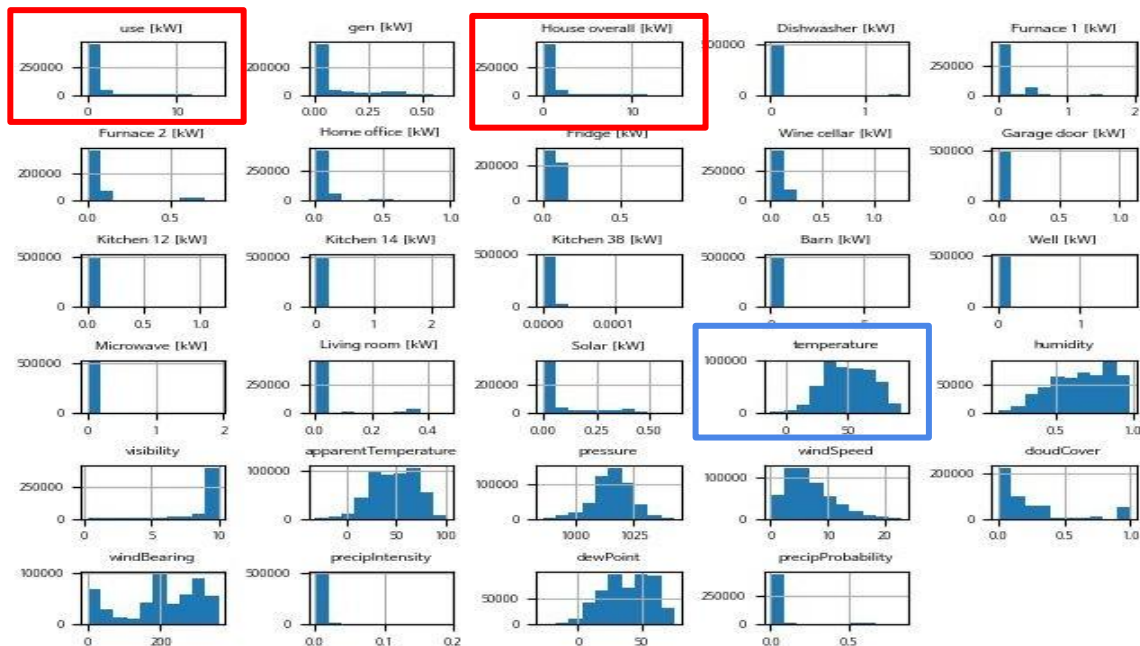 use [kW] gen [kW] House overall [kW] Dishwasher [kW] Furnace 1 [kW]
500000
250000 200000 250000 250000
0 0 0 0 0
0 10 0.00 0.25 0.50 0 10 0 1 0 1 2
Furnace 2 [kW] Home office [kW] Fridge [kW] Wine cellar [kW] Garage door [kW]
500000
200000 250000 200000 250000
0 0 0 0 0
0.0 0.5 0.0 0.5 1.0 0.0 0.5 0.0 0.5 1.0 0.0 0.5 1.0
Kitchen 12 [kW] Kitchen 14 [kW] Kitchen 38 [kW] Barn [kW] Well [kW]
500000 500000 500000 500000 500000
0 0 0 0 0
0.0 0.5 1.0 0 1 2 0.0000 0.0001 0 1
Microwave [kW] Living room [kW] Solar [kW] temperature humidity
500000 100000
250000 200000 50000
0 0 0 0 0
0 1 2 0.0 0.2 0.4 0.00 0.25 0.50 0 50 0.5 1.0
visibility apparentTemperature pressure windSpeed cloudCover
100000 200000
250000 100000 100000
0 0 0 0 0
0 5 10 0 50 100 1000 1025 0 10 20 0.0 0.5 1.0
windBearing precipIntensity dewPoint precipProbability
100000 500000
50000 250000
0 0 0 0
0 200 0.0 0.1 0.2 0 50 0.0 0.5